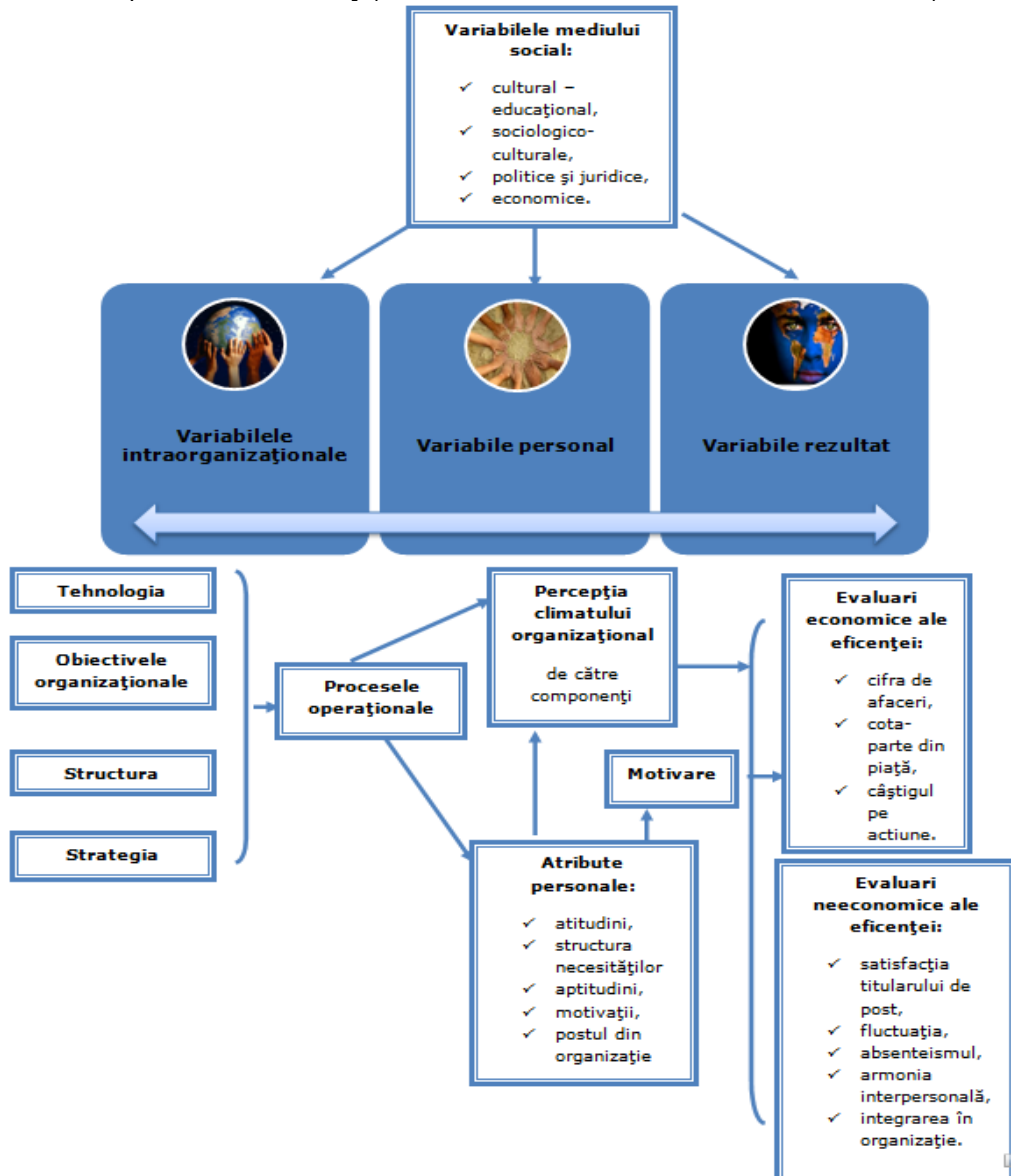 Variabilele mediului
social:
✓ cultural –
educaţional,
✓ sociologico-
culturale,
✓ politice şi juridice,
✓ economice.
Variabilele
intraorganizaţionale
Variabile personal
Variabile rezultat
Tehnologia
Obiectivele
organizaţionale
Structura
Strategia
Procesele
operaţionale
Percepţia
climatului
organizaţional
de către
componenţi
Motivare
Atribute
personale:
✓ atitudini,
✓ structura
necesităţilor
✓ aptitudini,
✓ motivaţii,
✓ postul din
organizaţie
Evaluari
economice ale
eficenţei:
✓ cifra de
afaceri,
✓ cota-
parte din
piaţă,
✓ câştigul
pe
actiune.
Evaluari
neeconomice ale
eficenţei:
✓ satisfacţia
titularului de
post,
✓ fluctuaţia,
✓ absenteismul,
✓ armonia
interpersonală,
✓ integrarea în
organizaţie.